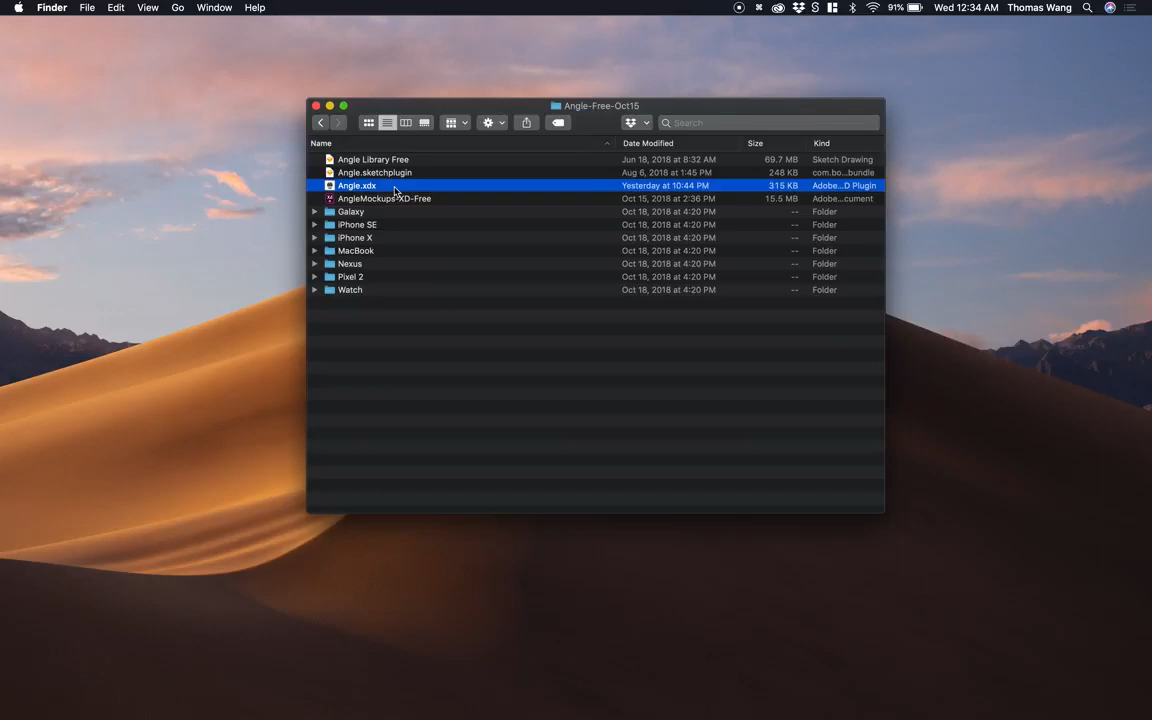 Finder File Edit View Go Window Help 91% Wed 12:34 AM Thomas Wang
Angle-Free-Oct15
Search
Name Date Modified Size Kind
Angle Library Free Jun 18, 2018 at 8:32 AM 69.7 MB Sketch Drawing
Angle.sketchplugin Aug 6, 2018 at 1:45 PM 248 KB com.bo...bundle
Angle.xdx Yesterday at 10:44 PM 315 KB Adobe...D Plugin
AngleMockups-XD-Free Oct 15, 2018 at 2:36 PM 15.5 MB Adobe...cument
Galaxy Oct 18, 2018 at 4:20 PM -- Folder
iPhone SE Oct 18, 2018 at 4:20 PM -- Folder
iPhone X Oct 18, 2018 at 4:20 PM -- Folder
MacBook Oct 18, 2018 at 4:20 PM -- Folder
Nexus Oct 18, 2018 at 4:20 PM -- Folder
Pixel 2 Oct 18, 2018 at 4:20 PM -- Folder
Watch Oct 18, 2018 at 4:20 PM -- Folder